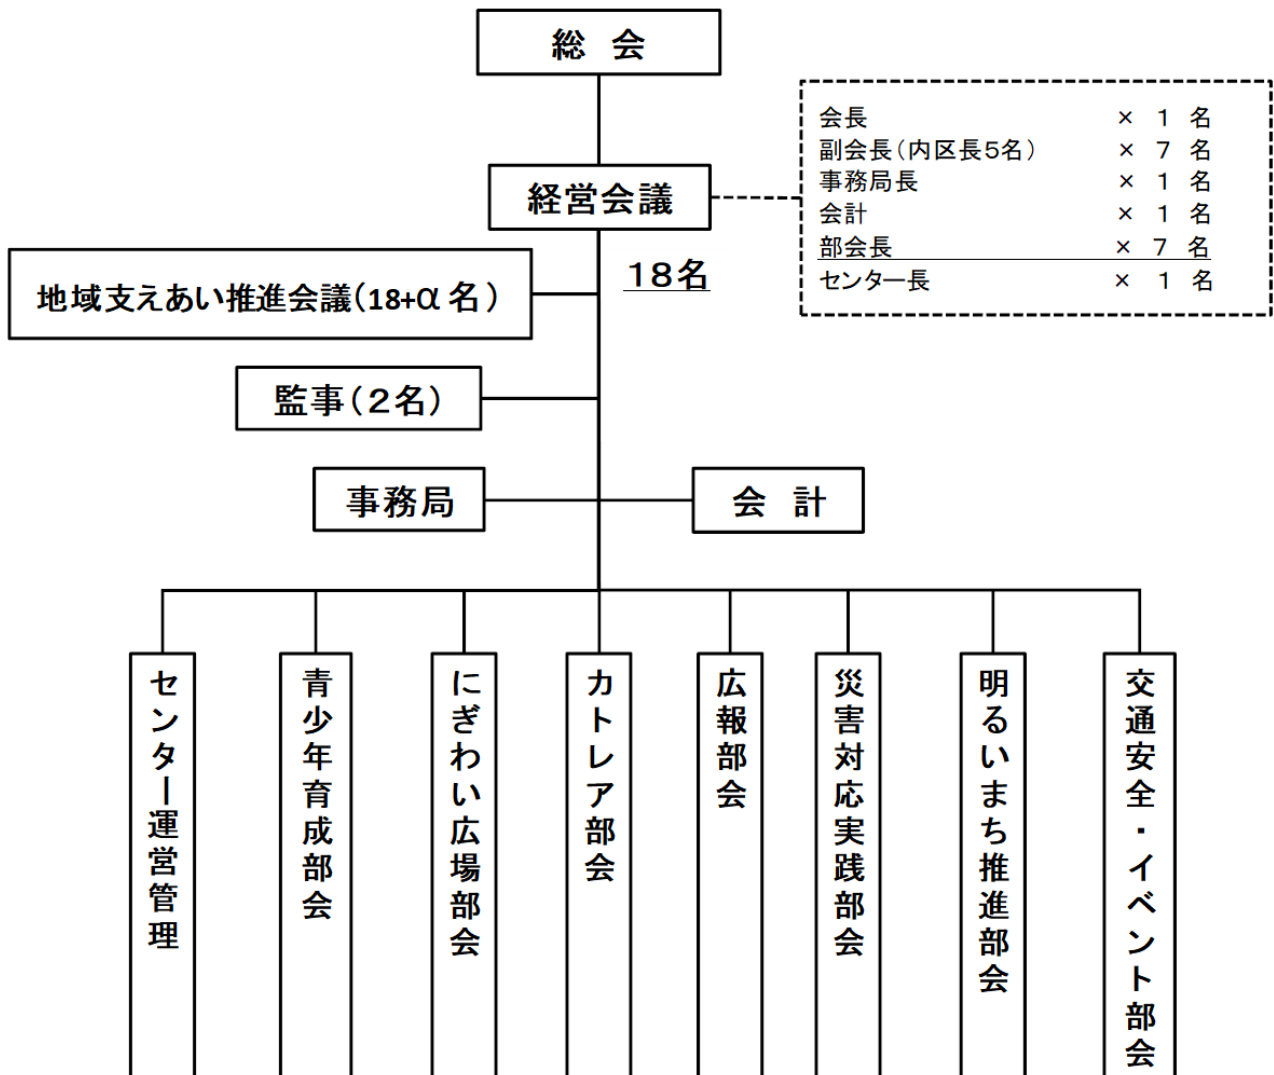 総　会
会長 × １ 名
副会長（内区長５名） × ７ 名
事務局長 × １ 名
会計 × １ 名
部会長 × ７ 名
センター長 × １ 名
経営会議
１８名
地域支えあい推進会議（18+α名）
監事（２名）
事務局
会　計
センター運営管理
青少年育成部会
にぎわい広場部会
カトレア部会
広報部会
災害対応実践部会
明るいまち推進部会
交通安全・イベント部会